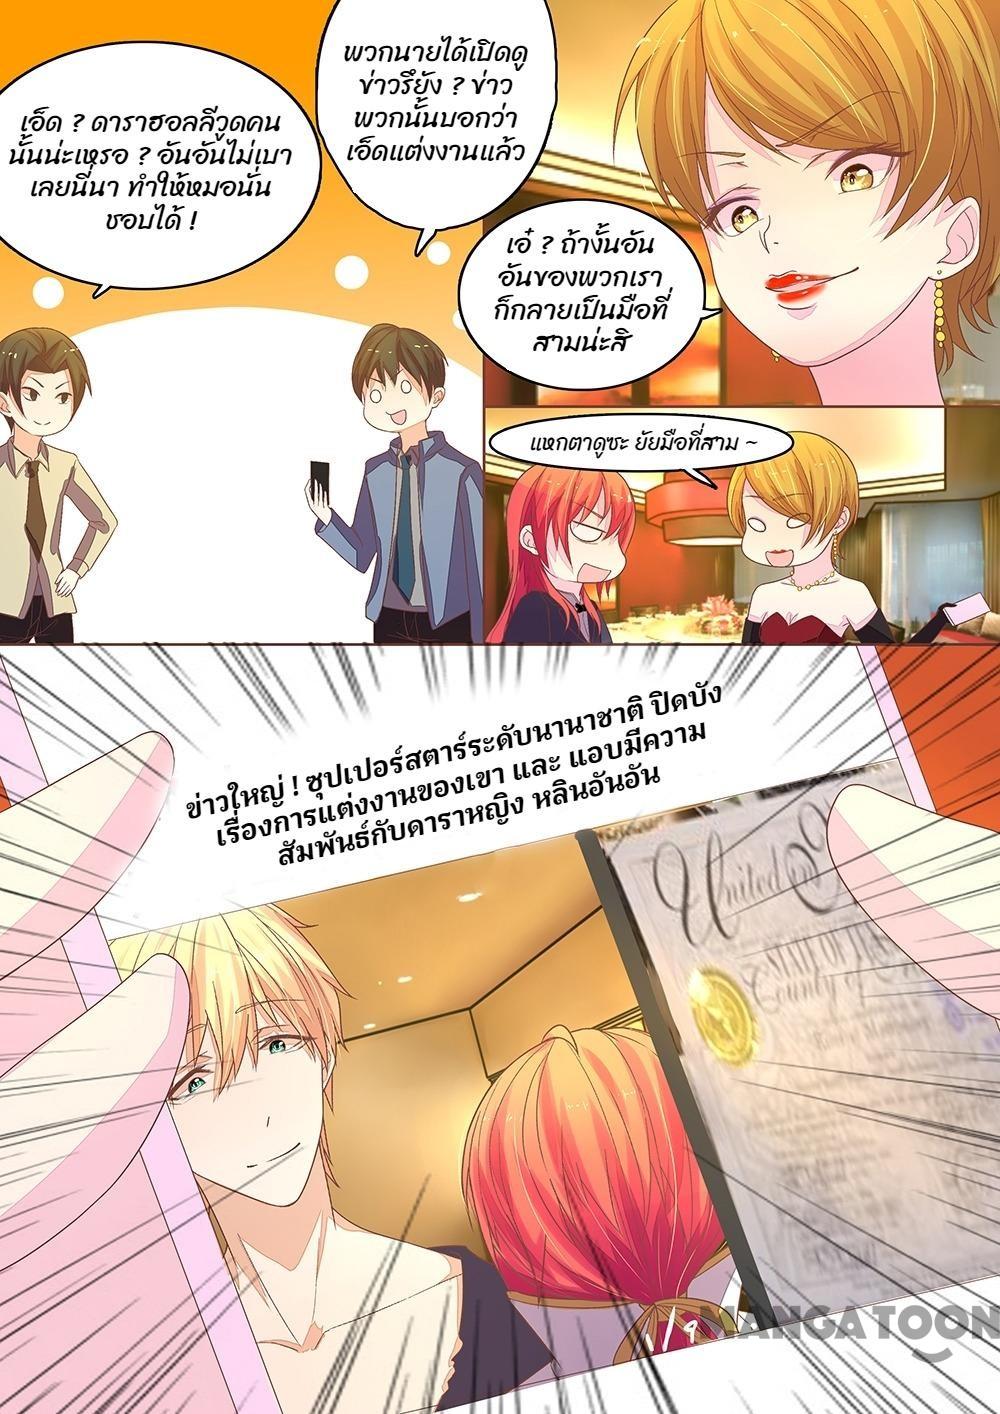 พวกนายได้เปิดดู
ข่าวรึยัง ? ข่าว
พวกนั้นบอกว่า
เอ็ดแต่งงานแล้ว
เอ็ด ? ดาราฮอลลีวูดคน
นั้นน่ะเหรอ ? อันอันไม่เบา
เลยนี่นา ทำให้หมอนั่น
ชอบได้ !
เอ๋ ? ถ้างั้นอัน
อันของพวกเรา
ก็กลายเป็นมือที่
สามน่ะสิ
แหกตาดูซะ ยัยมือที่สาม ~
ข่าวใหญ่ ! ซุปเปอร์สตาร์ระดับนานาชาติ ปิดบัง
เรื่องการแต่งงานของเขา และ แอบมีความ
สัมพันธ์กับดาราหญิง หลินอันอัน
United
STATE OF
County of
1/9
MANGATOON